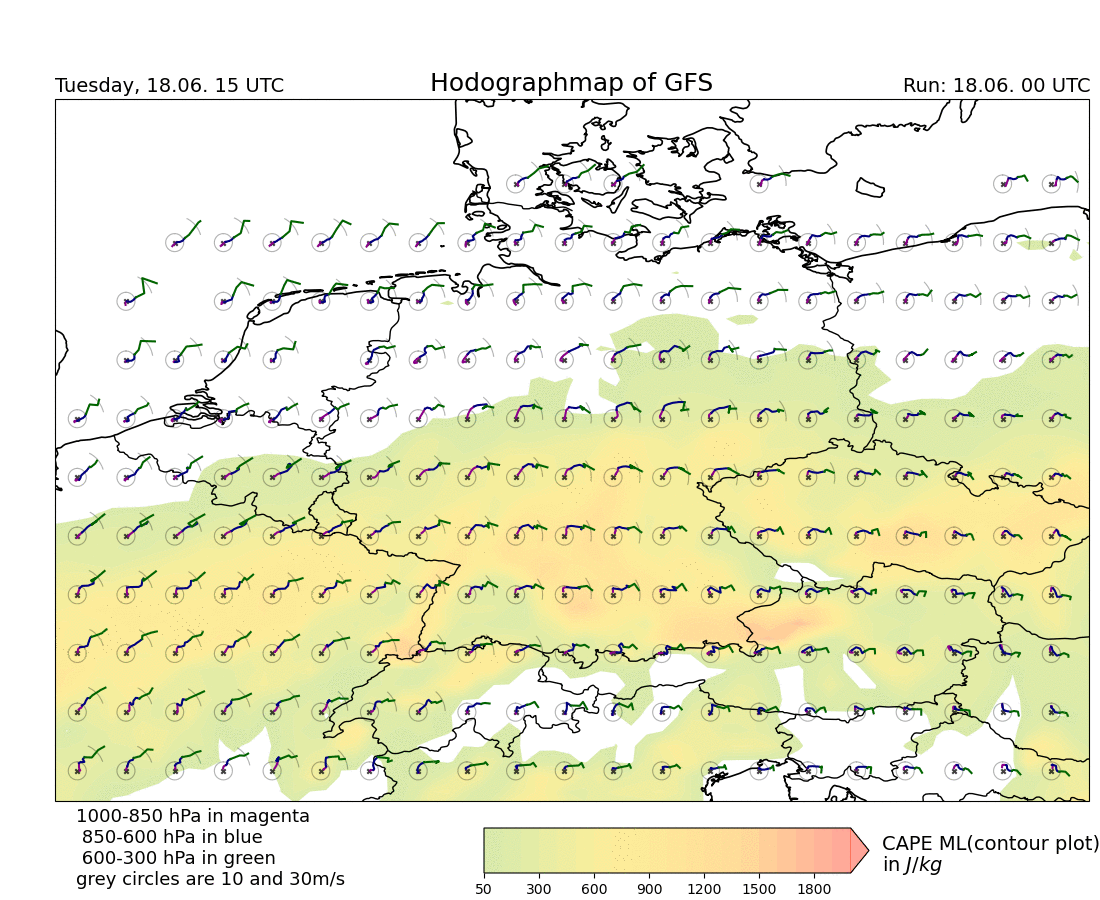 Tuesday, 18.06. 15 UTC
Hodographmap of GFS
Run: 18.06. 00 UTC
1000-850 hPa in magenta
850-600 hPa in blue
600-300 hPa in green
grey circles are 10 and 30m/s
50 300 600 900 1200 1500 1800
CAPE ML(contour plot)
in J/kg